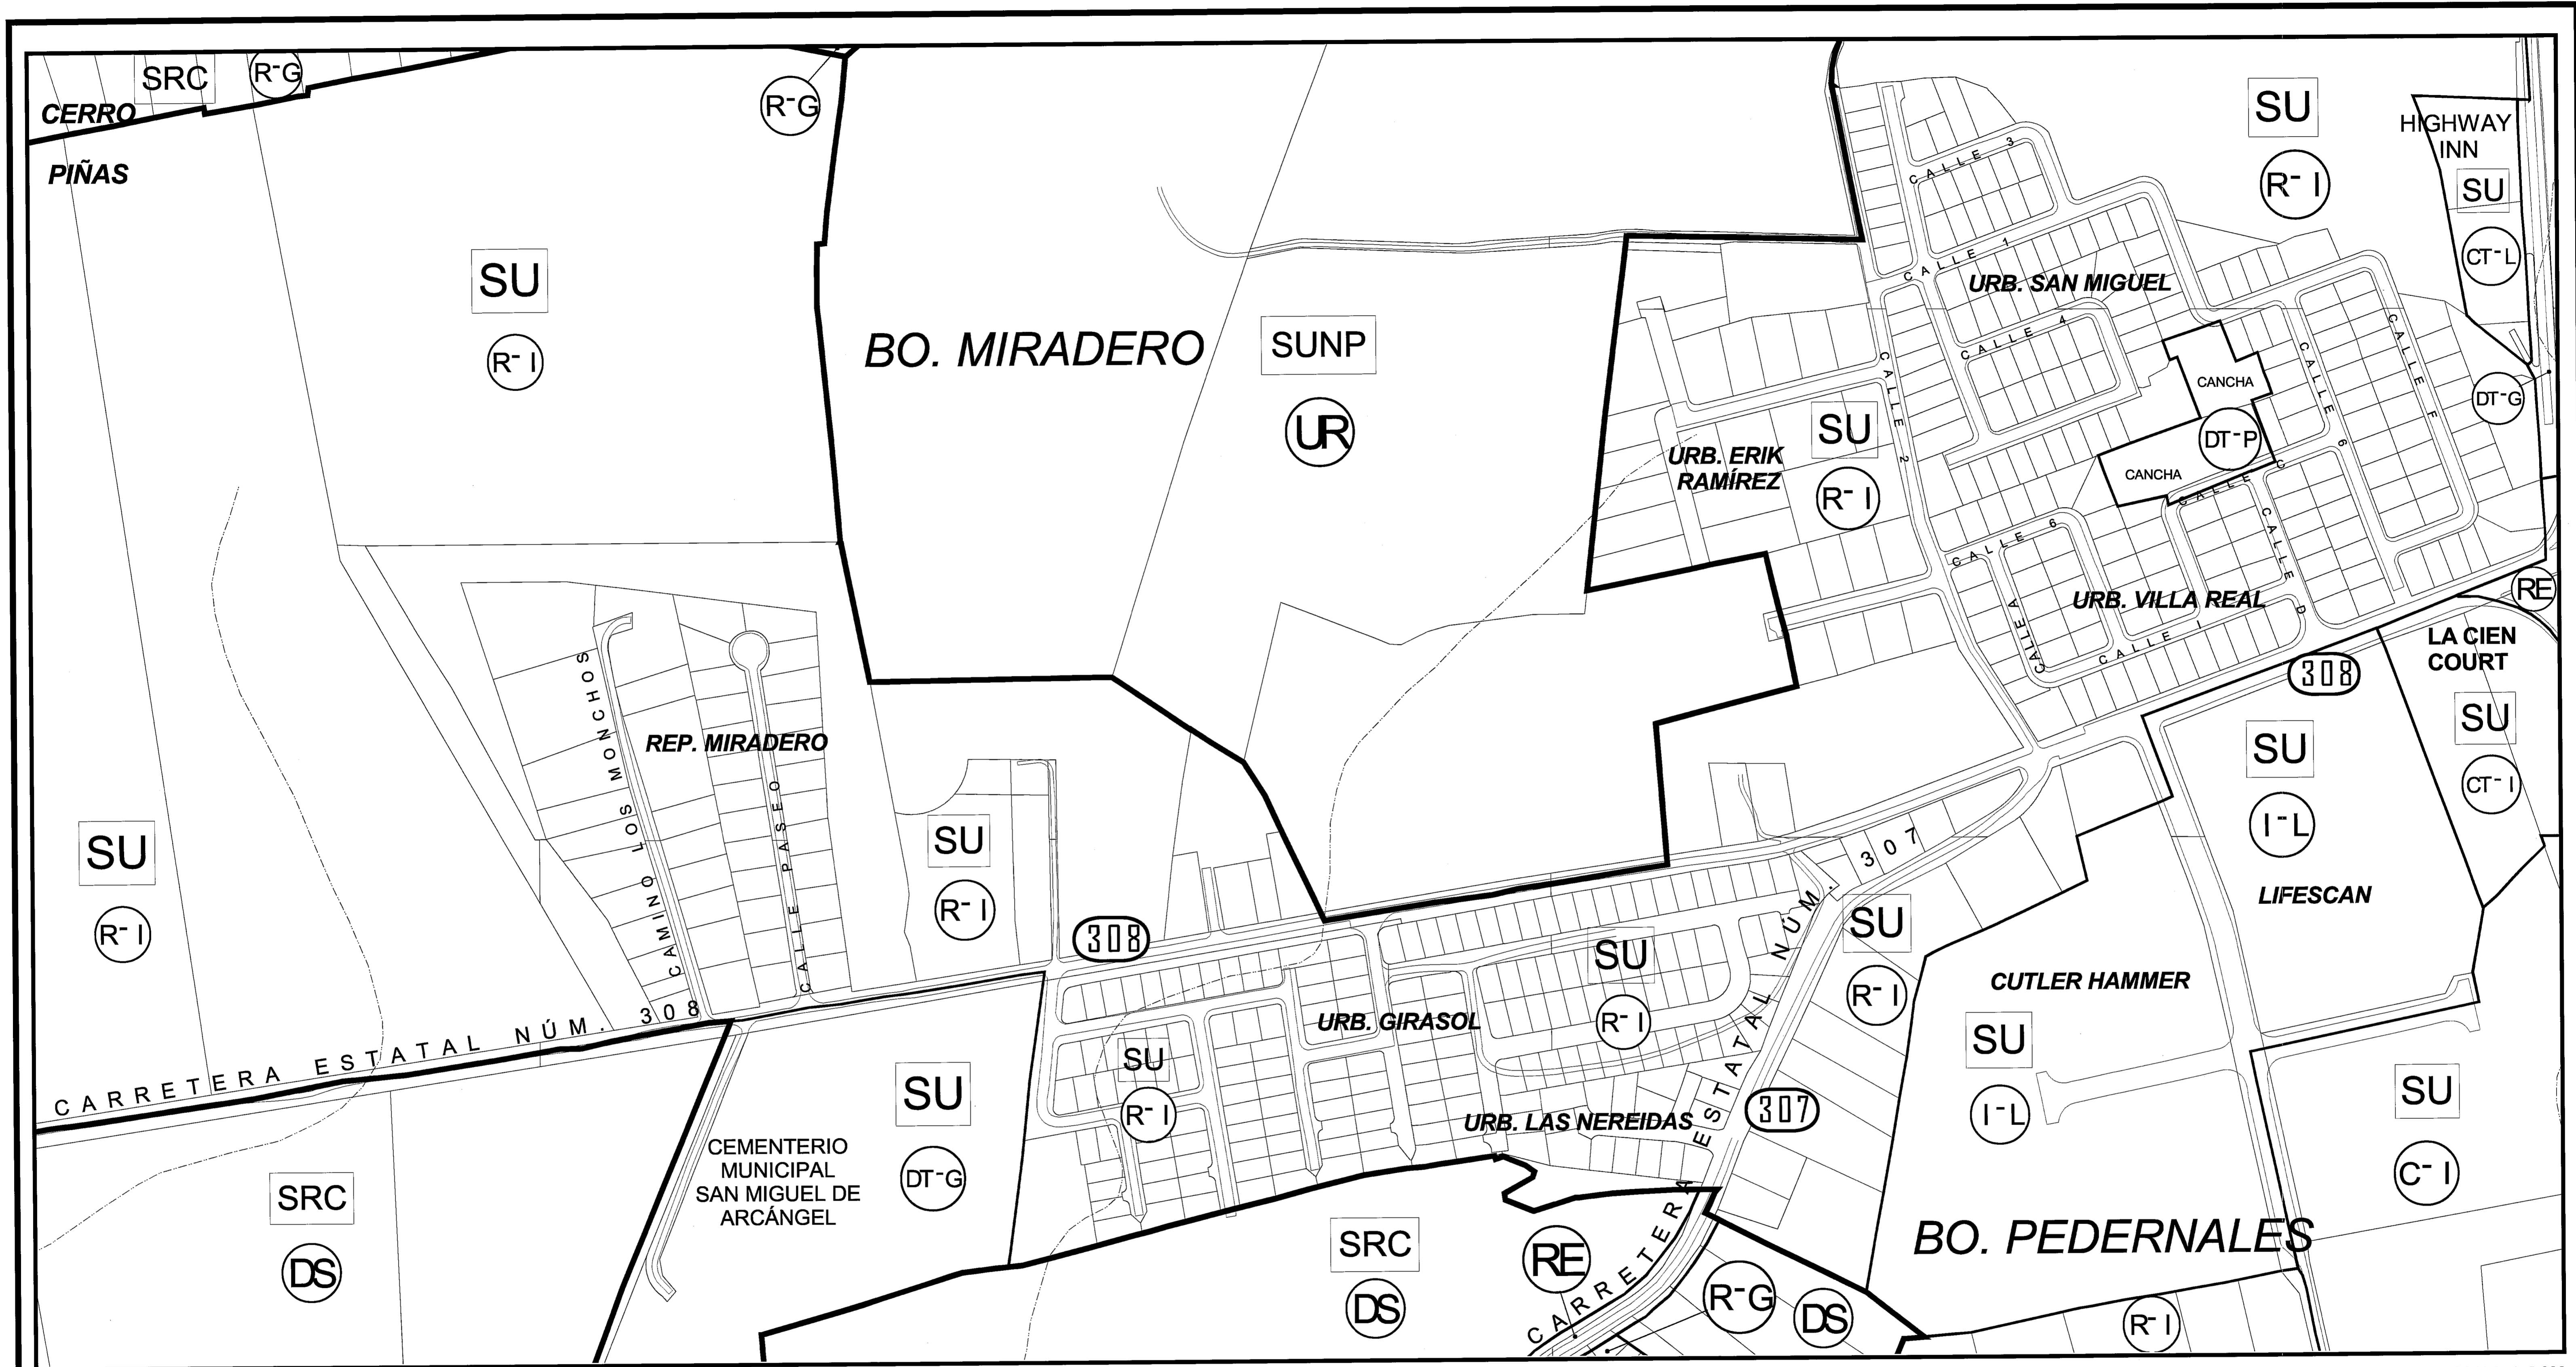 SRC
R-G
CERRO
PIÑAS
R-G
SU
R-I
BO. MIRADERO
SUNP
UR
SU
R-I
HIGHWAY
INN
SU
CT-L
CALLE 3
CALLE 1
URB. SAN MIGUEL
CALLE 4
CALLE 2
CANCHA
DT-P
CANCHA
CALLE 6
CALLE F
DT-G
SU
R-I
URB. ERIK
RAMÍREZ
CALLE C
CALLE D
CALLE 6
CALLE A
URB. VILLA REAL
CALLE I
RE
LA CIEN
COURT
308
SU
CT-I
SU
I-L
LIFESCAN
REP. MIRADERO
CAMINO LOS MONCHOS
CALLE PASEO
SU
R-I
SU
R-I
308
CARRETERA ESTATAL NÚM. 308
SU
R-I
URB. GIRASOL
SU
R-I
URB. LAS NEREIDAS
CARRETERA ESTATAL NÚM. 307
307
SU
R-I
CUTLER HAMMER
SU
I-L
SU
C-I
SU
DT-G
CEMENTERIO
MUNICIPAL
SAN MIGUEL DE
ARCÁNGEL
SRC
DS
SRC
DS
RE
R-G
DS
BO. PEDERNALES
R-I